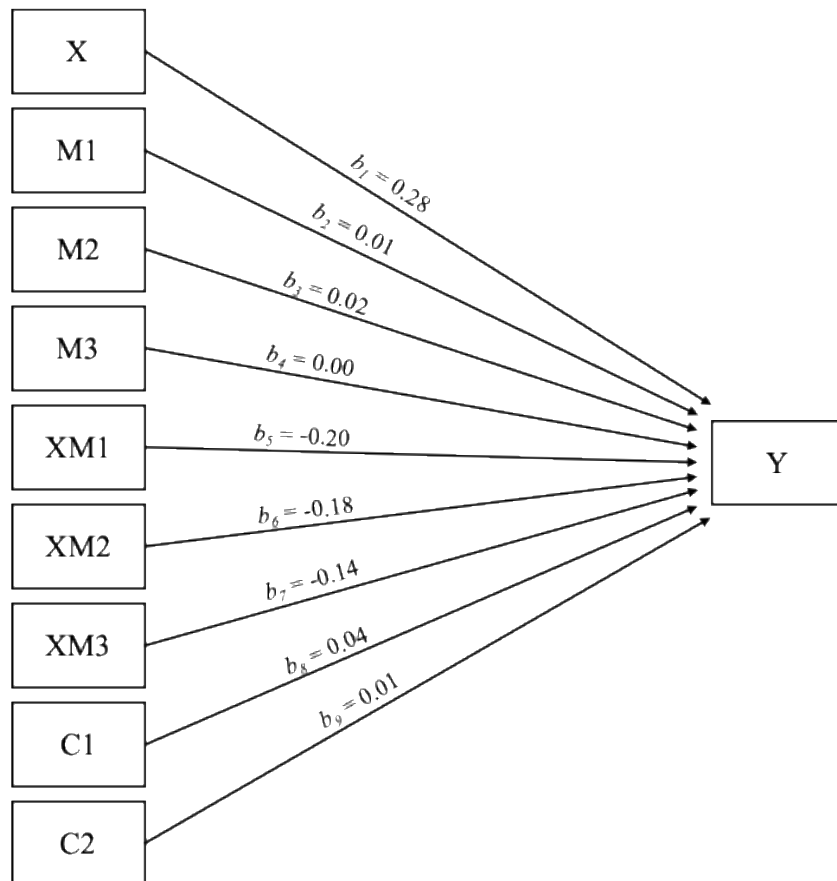 X
b₁ = 0.28
M1
b₂ = 0.01
M2
b₃ = 0.02
M3
b₄ = 0.00
XM1
b₅ = -0.20
Y
XM2
b₆ = -0.18
XM3
b₇ = -0.14
C1
b₈ = 0.04
C2
b₉ = 0.01